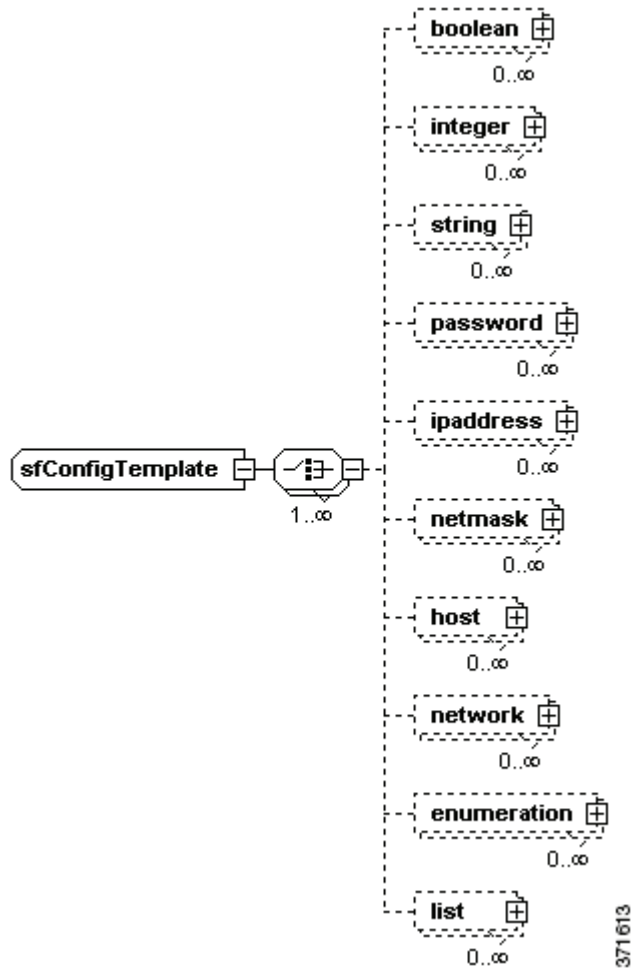 boolean
0..∞
integer
0..∞
string
0..∞
password
0..∞
ipaddress
0..∞
sfConfigTemplate
1..∞
netmask
0..∞
host
0..∞
network
0..∞
enumeration
0..∞
list
0..∞
371613